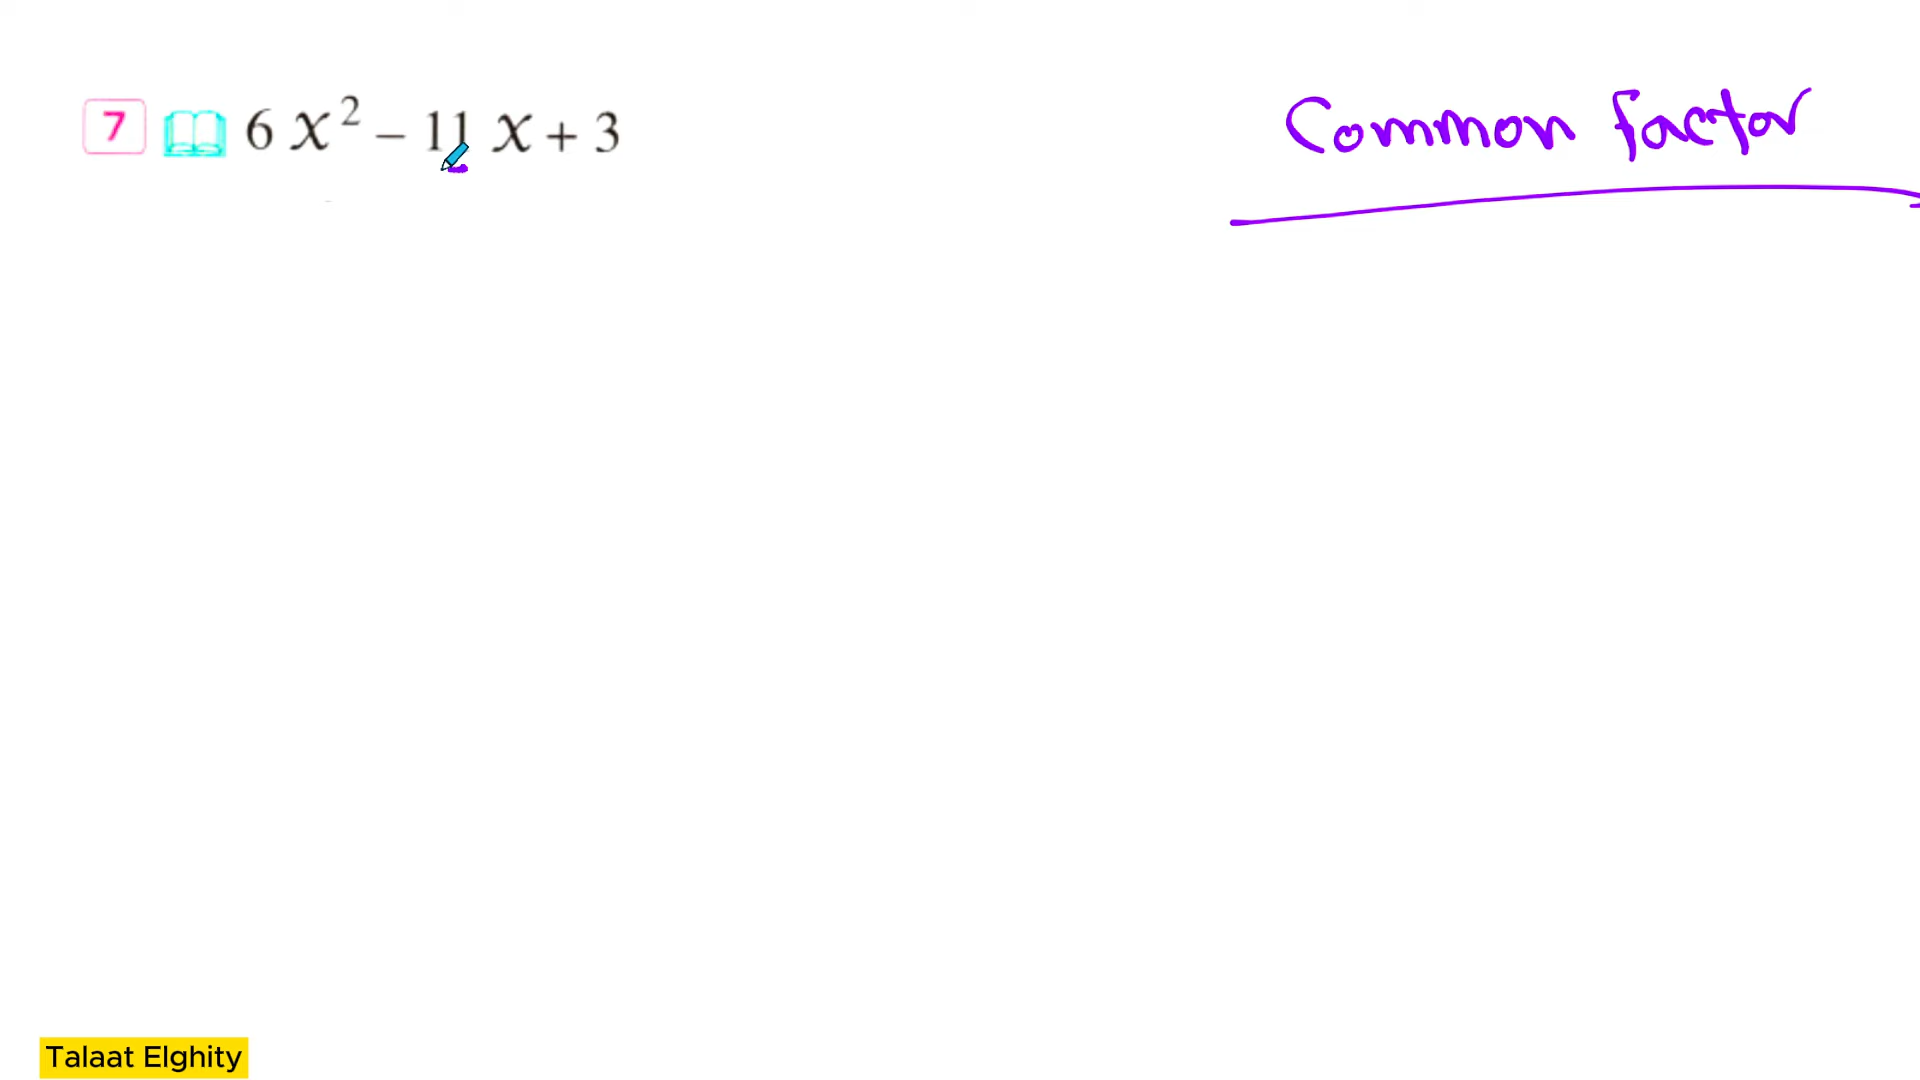 7 6 x² – 11 x + 3
Common factor
Talaat Elghity